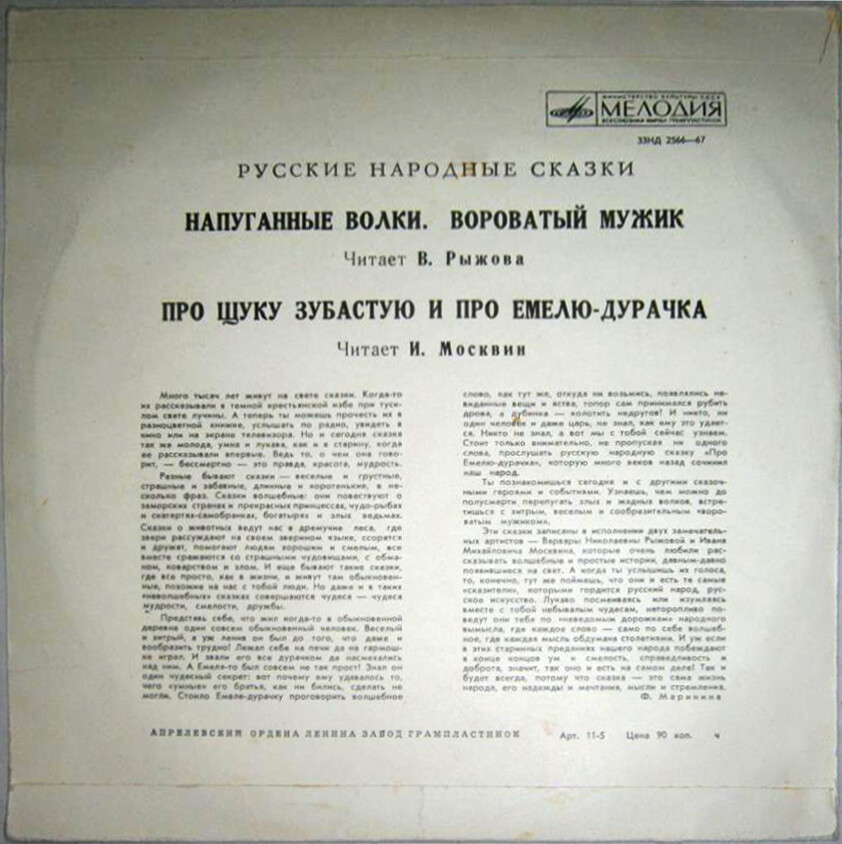 МИНИСТЕРСТВО КУЛЬТУРЫ СССР
МЕЛОДИЯ
ВСЕСОЮЗНАЯ ФИРМА ГРАМПЛАСТИНОК
33НД 2566—67
РУССКИЕ НАРОДНЫЕ СКАЗКИ
НАПУГАННЫЕ ВОЛКИ. ВОРОВАТЫЙ МУЖИК
Читает В. Рыжова
ПРО ЩУКУ ЗУБАСТУЮ И ПРО ЕМЕЛЮ-ДУРАЧКА
Читает И. Москвин
Много тысяч лет живут на свете сказки. Когда-то
их рассказывали в темной крестьянской избе при туск-
лом свете лучины. А теперь ты можешь прочесть их в
разноцветной книжке, услышать по радио, увидеть в
кино или на экране телевизора. Но и сегодня сказка
так же молода, умна и лукава, как и в старину, когда
ее рассказывали впервые. Ведь то, о чем она гово-
рит, — бессмертно — это правда, красота, мудрость.
Разные бывают сказки — веселые и грустные,
страшные и забавные, длинные и коротенькие, в не-
сколько фраз. Сказки волшебные: они повествуют о
заморских странах и прекрасных принцессах, чудо-рыбах
и скатертях-самобранках, богатырях и злых ведьмах.
Сказки о животных ведут нас в дремучие леса, где
звери рассуждают на своем зверином языке, ссорятся
и дружат, помогают людям хорошим и смелым, все
вместе сражаются со страшными чудовищами, с обма-
ном, коварством и злом. И еще бывают такие сказки,
где все просто, как в жизни, и живут там обыкновен-
ные, похожие на нас с тобой люди. Но даже и в таких
«неволшебных» сказках совершаются чудеса — чудеса
мудрости, смелости, дружбы.
Представь себе, что жил когда-то в обыкновенной
деревне один совсем обыкновенный человек. Веселый
и хитрый, а уж ленив он был до того, что даже и
вообразить трудно! Лежал себе на печи да на гармош-
ке играл. И звали его все дурачком да насмехались
над ним. А Емеля-то был совсем не так прост! Знал он
один чудесный секрет: вот почему ему удавалось то,
чего «умные» его братья, как ни бились, сделать не
могли. Стоило Емеле-дурачку проговорить волшебное
слово, как тут же, откуда ни возьмись, появлялись не-
виданные вещи и яства, топор сам принимался рубить
дрова, а дубинка — колотить недругов! И никто, ни
один человек и даже царь, не знал, как ему это удает-
ся. Никто не знал, а вот мы с тобой сейчас узнаем.
Стоит только внимательно, не пропуская ни одного
слова, прослушать русскую народную сказку «Про
Емелю-дурачка», которую много веков назад сочинил
наш народ.
Ты познакомишься сегодня и с другими сказоч-
ными героями и событиями. Узнаешь, чем можно до
полусмерти перепугать злых и жадных волков, встре-
тишься с хитрым, веселым и сообразительным «воро-
ватым мужиком».
Эти сказки записаны в исполнении двух замечатель-
ных артистов — Варвары Николаевны Рыжовой и Ивана
Михайловича Москвина, которые очень любили рас-
сказывать волшебные и простые истории, давным-давно
появившиеся на свет. А когда ты услышишь их голоса,
то, конечно, тут же поймешь, что они и есть те самые
«сказители», которыми гордится русский народ, рус-
ское искусство. Лукаво посмеиваясь или изумляясь
вместе с тобой небывалым чудесам, неторопливо по-
ведут они тебя по «неведомым дорожкам» народного
вымысла, где каждое слово — само по себе волшеб-
ное, где каждая мысль обдумана столетиями. И уж если
в этих старинных преданиях нашего народа побеждают
в конце концов ум и смелость, справедливость и
доброта, значит, так оно и есть на самом деле! Так и
будет всегда, потому что сказка — это сама жизнь
народа, его надежды и мечтания, мысли и стремления.
Ф. Маринина
АПРЕЛЕВСКИЙ ОРДЕНА ЛЕНИНА ЗАВОД ГРАМПЛАСТИНОК Арт. 11-5 Цена 90 коп. ч